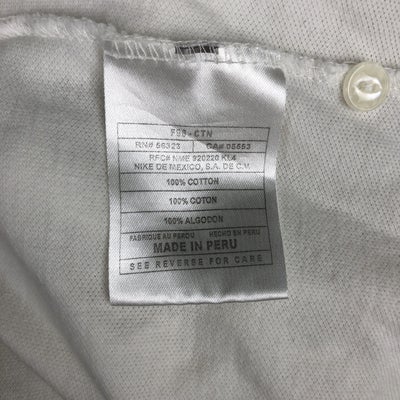 F98-CTN
RN# 56323 CA# 05553
RFC# NME 920220 KL4
NIKE DE MEXICO, S.A. DE C.V.
100% COTTON
100% COTON
100% ALGODON
FABRIQUE AU PEROU HECHO EN PERU
MADE IN PERU
SEE REVERSE FOR CARE